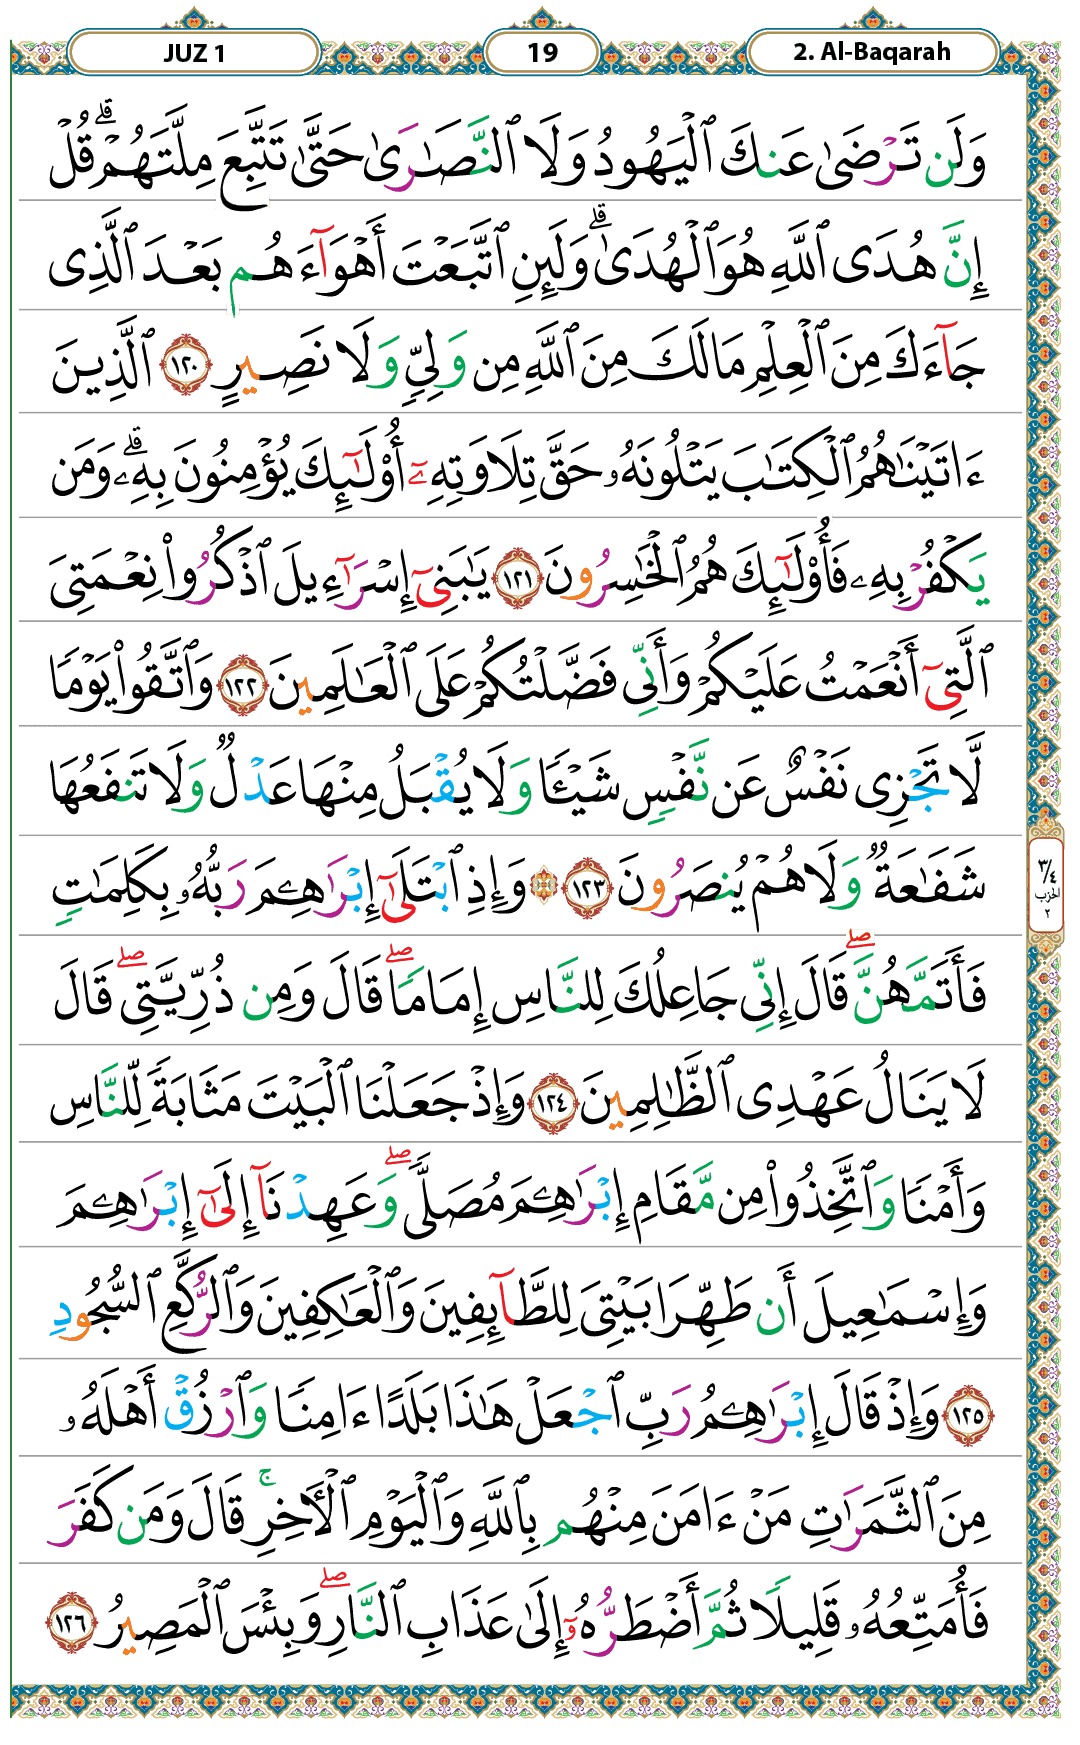 JUZ 1
19
2. Al-Baqarah
وَلَن تَرْضَىٰ عَنكَ ٱلْيَهُودُ وَلَا ٱلنَّصَـٰرَىٰ حَتَّىٰ تَتَّبِعَ مِلَّتَهُمْ ۗ قُلْ
إِنَّ هُدَى ٱللَّهِ هُوَ ٱلْهُدَىٰ ۗ وَلَئِنِ ٱتَّبَعْتَ أَهْوَآءَهُم بَعْدَ ٱلَّذِى
جَآءَكَ مِنَ ٱلْعِلْمِ مَا لَكَ مِنَ ٱللَّهِ مِن وَلِىٍّ وَلَا نَصِيرٍ ١٢٠ ٱلَّذِينَ
ءَاتَيْنَـٰهُمُ ٱلْكِتَـٰبَ يَتْلُونَهُۥ حَقَّ تِلَاوَتِهِۦٓ أُو۟لَـٰٓئِكَ يُؤْمِنُونَ بِهِۦ ۗ وَمَن
يَكْفُرْ بِهِۦ فَأُو۟لَـٰٓئِكَ هُمُ ٱلْخَـٰسِرُونَ ١٢١ يَـٰبَنِىٓ إِسْرَٰٓءِيلَ ٱذْكُرُوا۟ نِعْمَتِىَ
ٱلَّتِىٓ أَنْعَمْتُ عَلَيْكُمْ وَأَنِّى فَضَّلْتُكُمْ عَلَى ٱلْعَـٰلَمِينَ ١٢٢ وَٱتَّقُوا۟ يَوْمًا
لَّا تَجْزِى نَفْسٌ عَن نَّفْسٍ شَيْـًٔا وَلَا يُقْبَلُ مِنْهَا عَدْلٌ وَلَا تَنفَعُهَا
شَفَـٰعَةٌ وَلَا هُمْ يُنصَرُونَ ١٢٣ ۞ وَإِذِ ٱبْتَلَىٰٓ إِبْرَٰهِـۧمَ رَبُّهُۥ بِكَلِمَـٰتٍ
٣/٤
الحزب
٢
فَأَتَمَّهُنَّ ۖ قَالَ إِنِّى جَاعِلُكَ لِلنَّاسِ إِمَامًا ۖ قَالَ وَمِن ذُرِّيَّتِى ۖ قَالَ
لَا يَنَالُ عَهْدِى ٱلظَّـٰلِمِينَ ١٢٤ وَإِذْ جَعَلْنَا ٱلْبَيْتَ مَثَابَةً لِّلنَّاسِ
وَأَمْنًا وَٱتَّخِذُوا۟ مِن مَّقَامِ إِبْرَٰهِـۧمَ مُصَلًّى ۖ وَعَهِدْنَآ إِلَىٰٓ إِبْرَٰهِـۧمَ
وَإِسْمَـٰعِيلَ أَن طَهِّرَا بَيْتِىَ لِلطَّآئِفِينَ وَٱلْعَـٰكِفِينَ وَٱلرُّكَّعِ ٱلسُّجُودِ
١٢٥ وَإِذْ قَالَ إِبْرَٰهِـۧمُ رَبِّ ٱجْعَلْ هَـٰذَا بَلَدًا ءَامِنًا وَٱرْزُقْ أَهْلَهُۥ
مِنَ ٱلثَّمَرَٰتِ مَنْ ءَامَنَ مِنْهُم بِٱللَّهِ وَٱلْيَوْمِ ٱلْـَٔاخِرِ ۚ قَالَ وَمَن كَفَرَ
فَأُمَتِّعُهُۥ قَلِيلًا ثُمَّ أَضْطَرُّهُۥٓ إِلَىٰ عَذَابِ ٱلنَّارِ ۖ وَبِئْسَ ٱلْمَصِيرُ ١٢٦